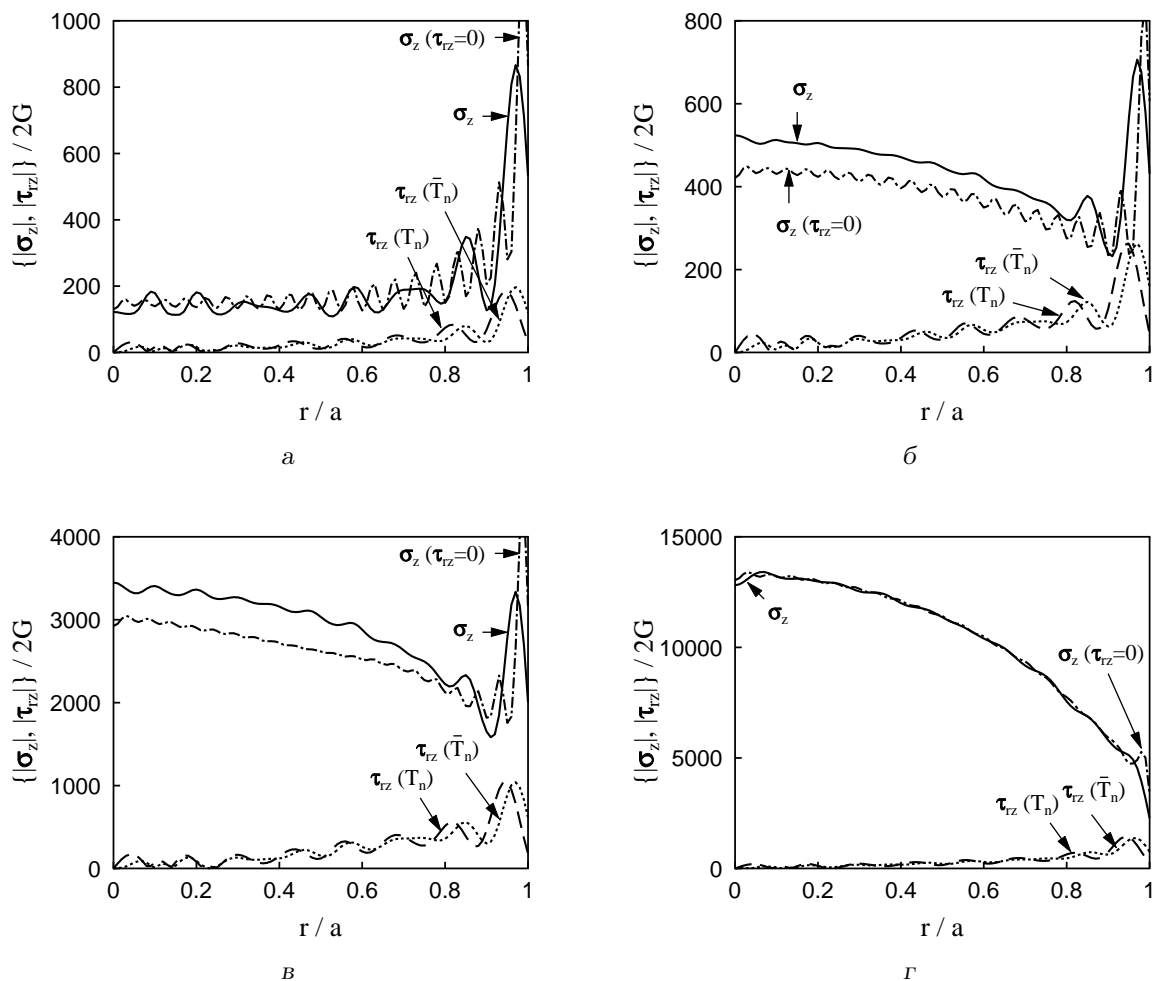 1000
800
600
400
200
0
0 0.2 0.4 0.6 0.8 1
{|σz|, |τrz|} / 2G
r / a
σz (τrz=0)
σz
τrz (T̄n)
τrz (Tn)
а
800
600
400
200
0
0 0.2 0.4 0.6 0.8 1
{|σz|, |τrz|} / 2G
r / a
σz
σz (τrz=0)
τrz (T̄n)
τrz (Tn)
б
4000
3000
2000
1000
0
0 0.2 0.4 0.6 0.8 1
{|σz|, |τrz|} / 2G
r / a
σz (τrz=0)
σz
τrz (T̄n)
τrz (Tn)
в
15000
10000
5000
0
0 0.2 0.4 0.6 0.8 1
{|σz|, |τrz|} / 2G
r / a
σz
σz (τrz=0)
τrz (Tn)
τrz (T̄n)
г